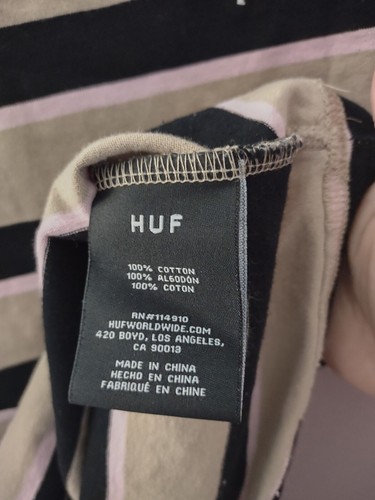 HUF
100% COTTON
100% ALGODÓN
100% COTON
RN#114910
HUFWORLDWIDE.COM
420 BOYD, LOS ANGELES,
CA 90013
MADE IN CHINA
HECHO EN CHINA
FABRIQUÉ EN CHINE